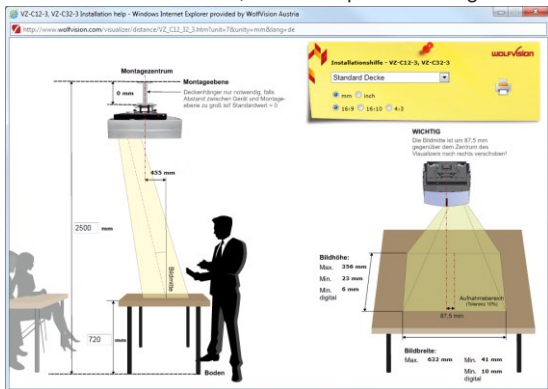 VZ-C12-3, VZ-C32-3 Installation help - Windows Internet Explorer provided by WolfVision Austria
http://www.wolfvision.com/visualizer/distance/VZ_C12_32_3.htm?unit=7&unity=mm&lang=de
Montagezentrum
Montageebene
0 mm
Deckenhänger nur notwendig, falls
Abstand zwischen Gerät und Montage-
ebene zu groß ist! Standardwert = 0
455 mm
2500 mm
Bildmitte
720 mm
Boden
Installationshilfe - VZ-C12-3, VZ-C32-3
WOLFVISION
Standard Decke
mm inch
16:9 16:10 4:3
WICHTIG
Die Bildmitte ist um 87,5 mm
gegenüber dem Zentrum des
Visualizers nach rechts verschoben!
Bildhöhe:
Max. 356 mm
Min. 23 mm
Min. 6 mm
digital
Aufnahmebereich
(Toleranz 10%)
87,5 mm
Bildbreite:
Max. 632 mm Min. 41 mm
Min. 10 mm
digital